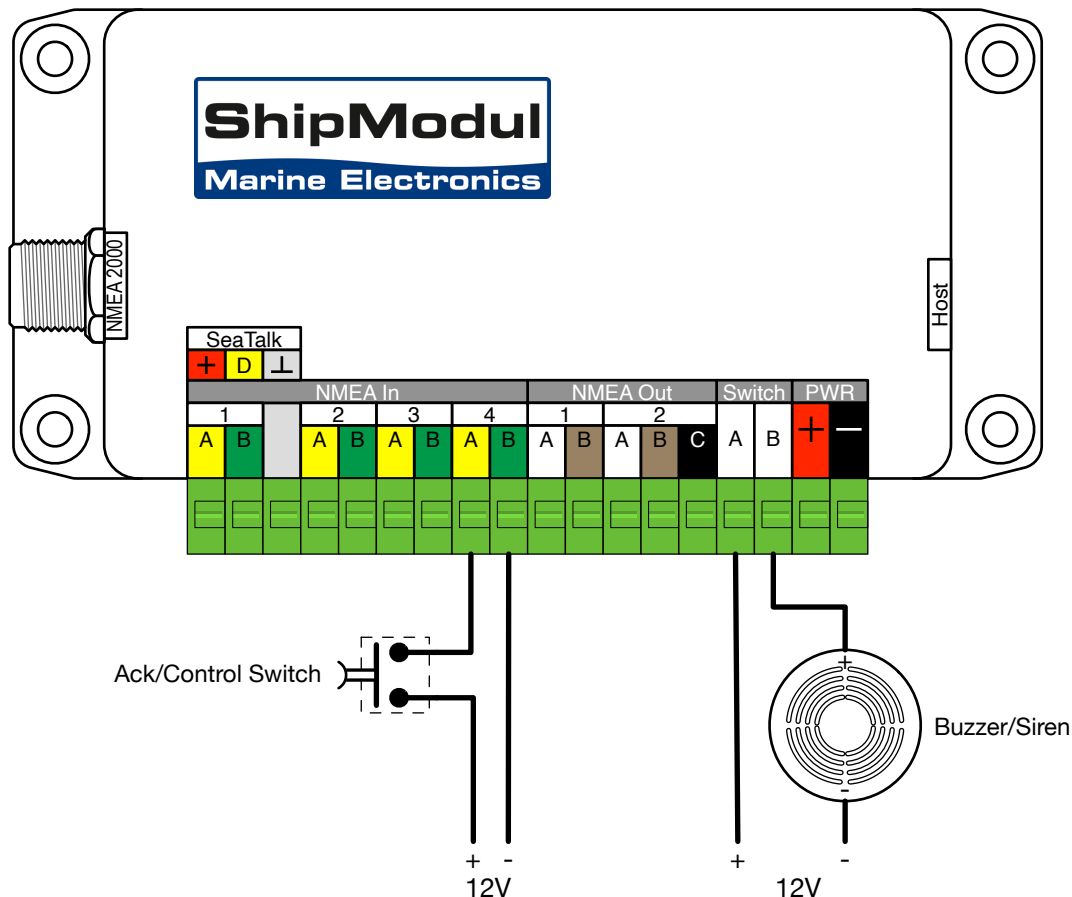 ShipModul
Marine Electronics
NMEA 2000
Host
SeaTalk
+ D ⊥
NMEA In NMEA Out Switch PWR
1 2 3 4 1 2
A B A B A B A B A B A B C A B + −
Ack/Control Switch
+
Buzzer/Siren
-
+ - + -
12V 12V